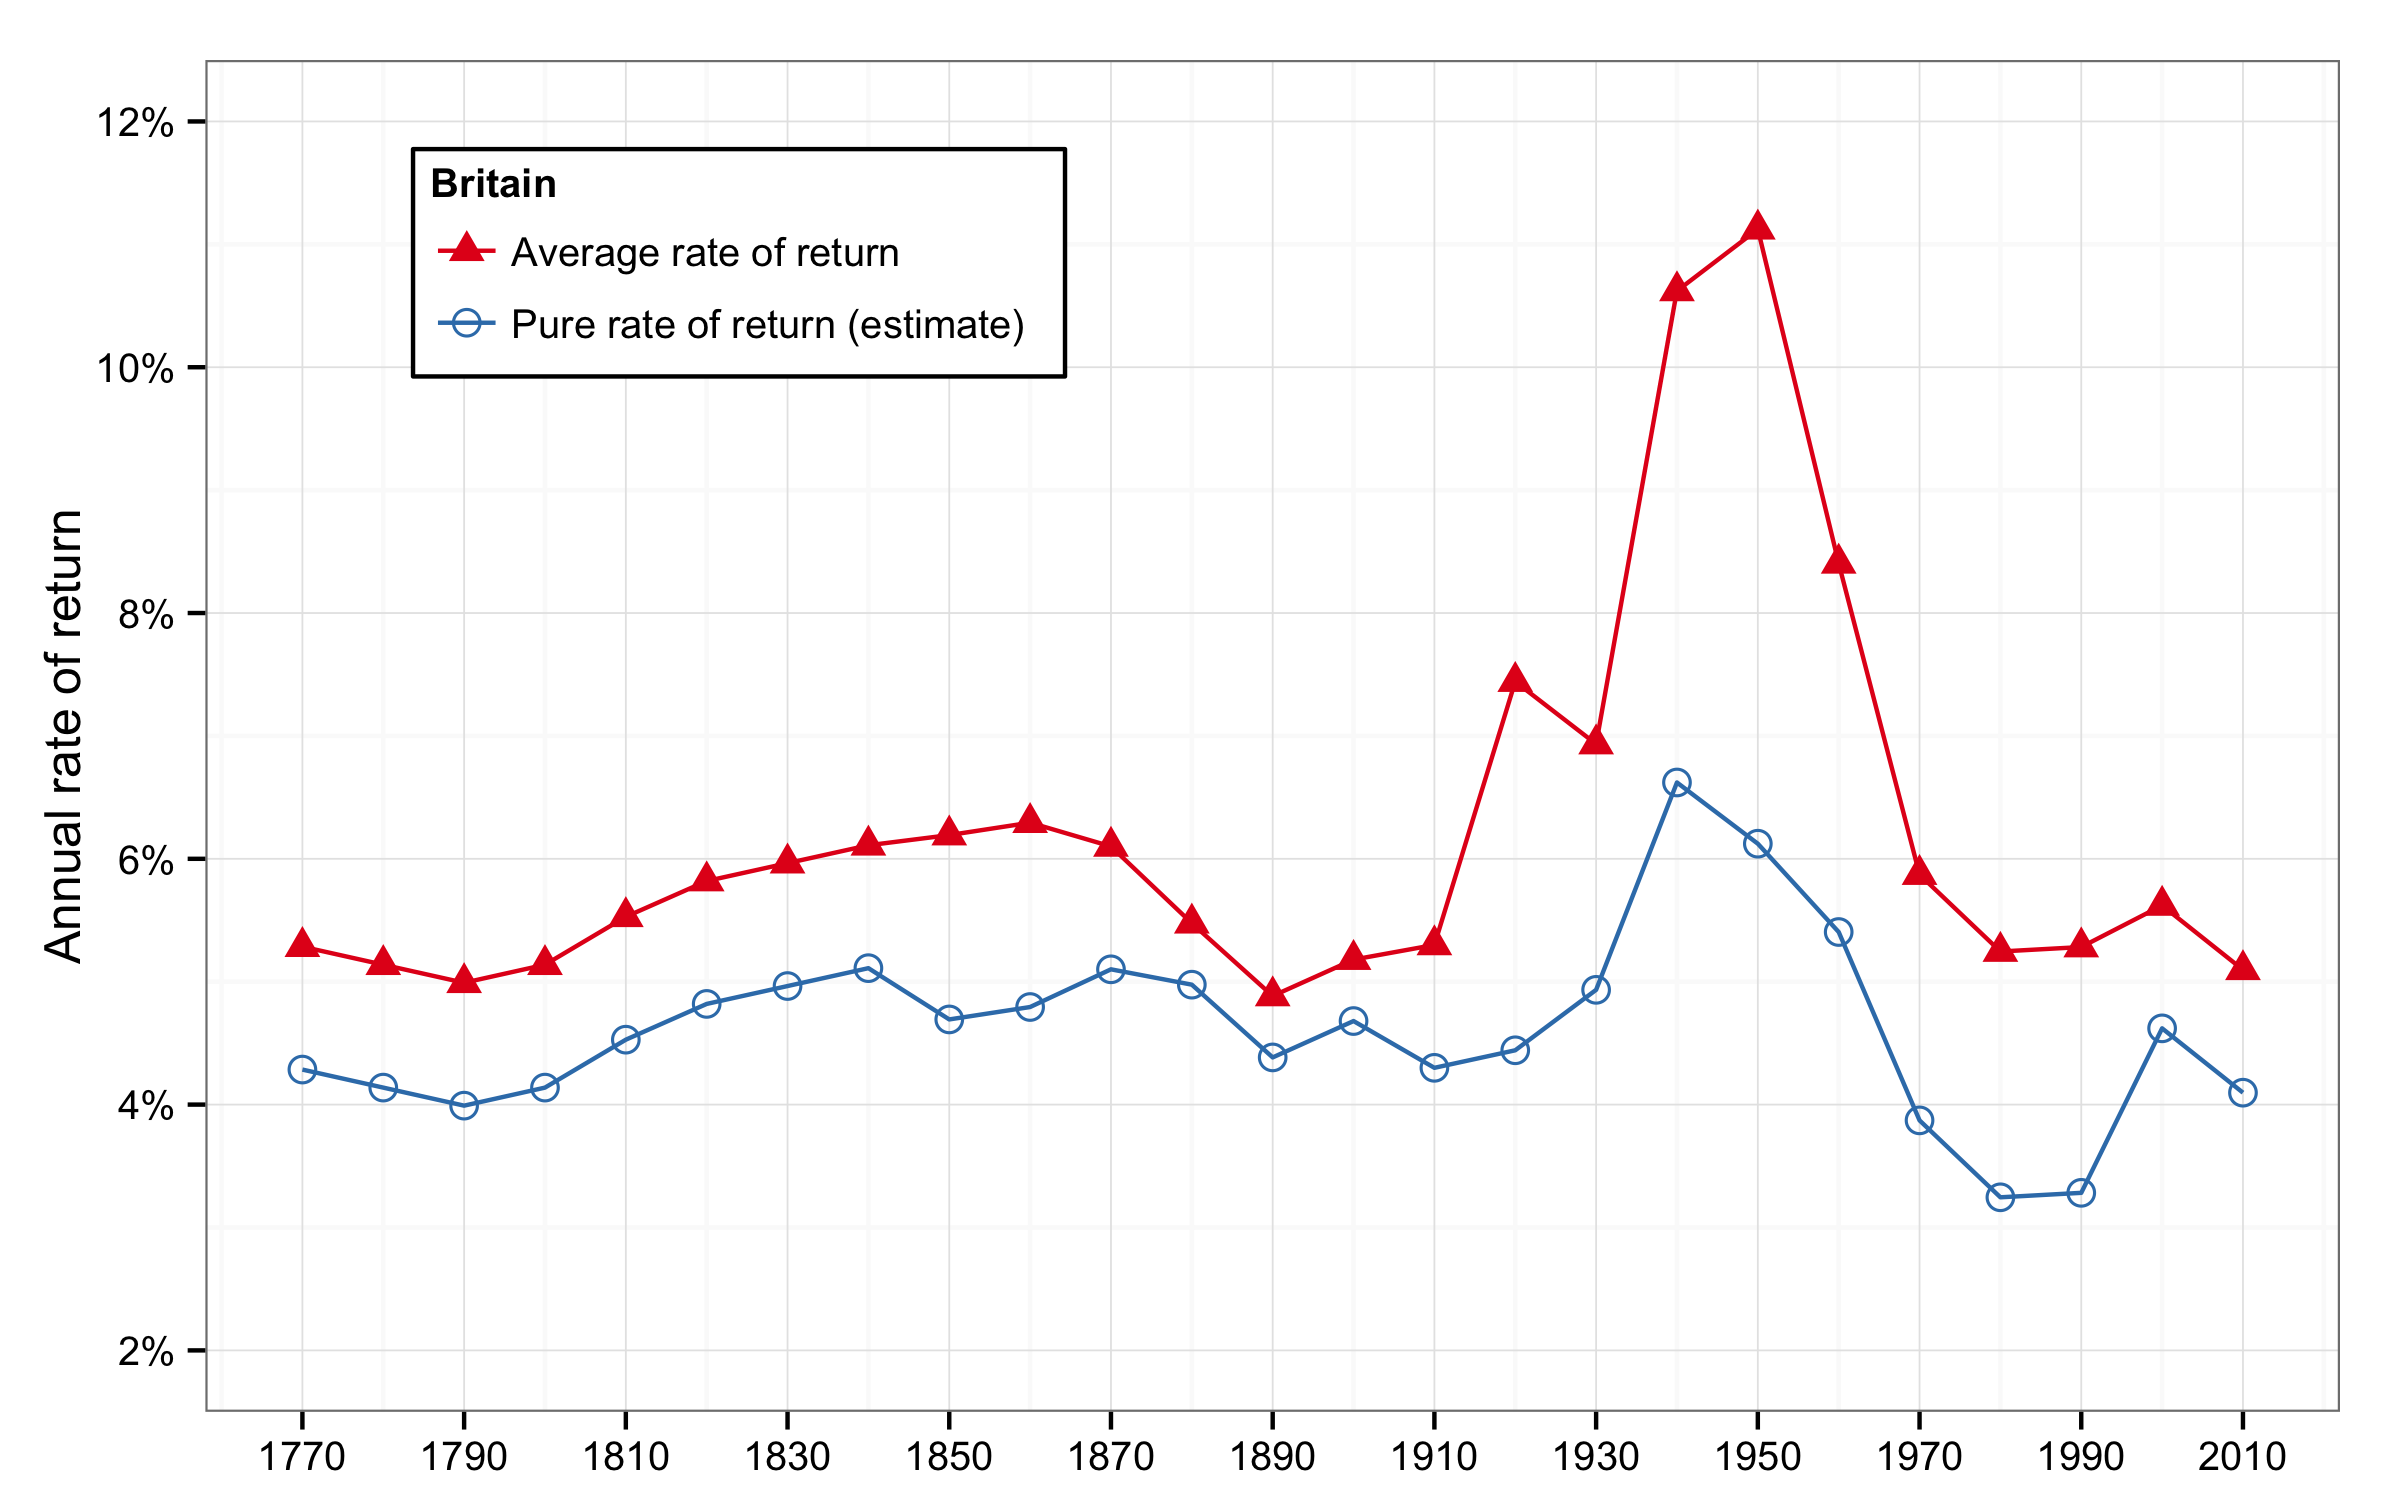 12%
10%
8%
6%
4%
2%
Annual rate of return
Britain
Average rate of return
Pure rate of return (estimate)
1770 1790 1810 1830 1850 1870 1890 1910 1930 1950 1970 1990 2010